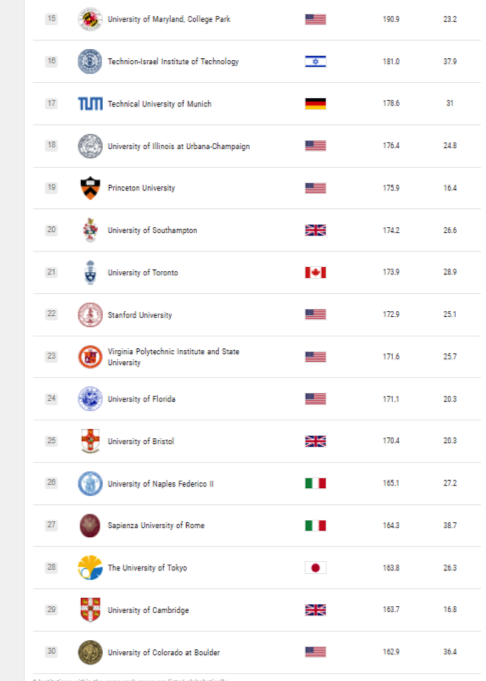 15 University of Maryland, College Park 190.9 23.2
16 Technion-Israel Institute of Technology 181.0 37.9
17 TUM Technical University of Munich 178.6 31
18 University of Illinois at Urbana-Champaign 176.4 24.8
19 Princeton University 175.9 16.4
20 University of Southampton 174.2 26.6
21 University of Toronto 173.9 28.9
22 Stanford University 172.9 25.1
23 Virginia Polytechnic Institute and State
University 171.6 25.7
24 University of Florida 171.1 20.3
25 University of Bristol 170.4 20.3
26 University of Naples Federico II 165.1 27.2
27 Sapienza University of Rome 164.3 38.7
28 The University of Tokyo 163.8 26.3
29 University of Cambridge 163.7 16.8
30 University of Colorado at Boulder 162.9 36.4